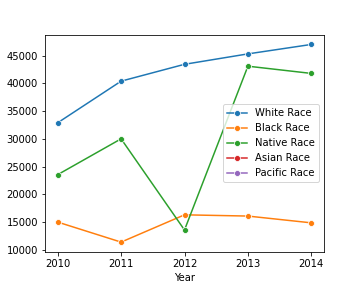 45000
40000
35000
30000
25000
20000
15000
10000
White Race
Black Race
Native Race
Asian Race
Pacific Race
2010 2011 2012 2013 2014
Year